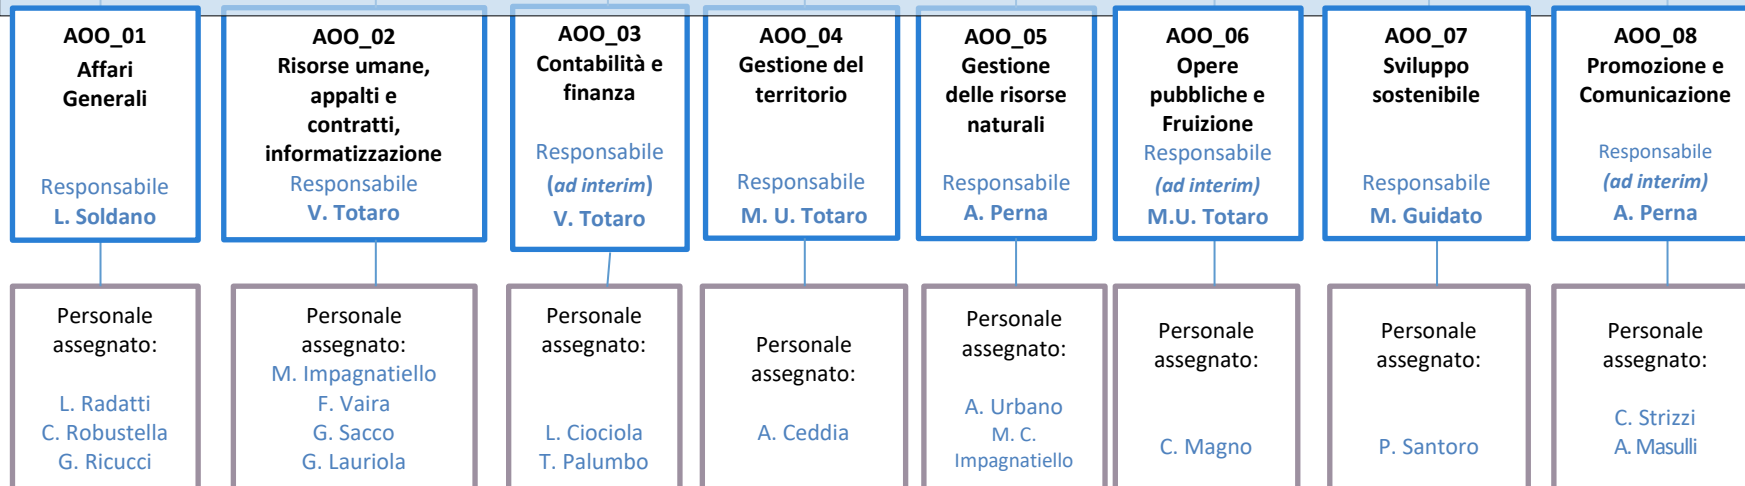 AOO_01
Affari
Generali
Responsabile
L. Soldano
AOO_02
Risorse umane,
appalti e
contratti,
informatizzazione
Responsabile
V. Totaro
AOO_03
Contabilità e
finanza
Responsabile
(ad interim)
V. Totaro
AOO_04
Gestione del
territorio
Responsabile
M. U. Totaro
AOO_05
Gestione
delle risorse
naturali
Responsabile
A. Perna
AOO_06
Opere
pubbliche e
Fruizione
Responsabile
(ad interim)
M.U. Totaro
AOO_07
Sviluppo
sostenibile
Responsabile
M. Guidato
AOO_08
Promozione e
Comunicazione
Responsabile
(ad interim)
A. Perna
Personale
assegnato:
L. Radatti
C. Robustella
G. Ricucci
Personale
assegnato:
M. Impagnatiello
F. Vaira
G. Sacco
G. Lauriola
Personale
assegnato:
L. Ciociola
T. Palumbo
Personale
assegnato:
A. Ceddia
Personale
assegnato:
A. Urbano
M. C.
Impagnatiello
Personale
assegnato:
C. Magno
Personale
assegnato:
P. Santoro
Personale
assegnato:
C. Strizzi
A. Masulli